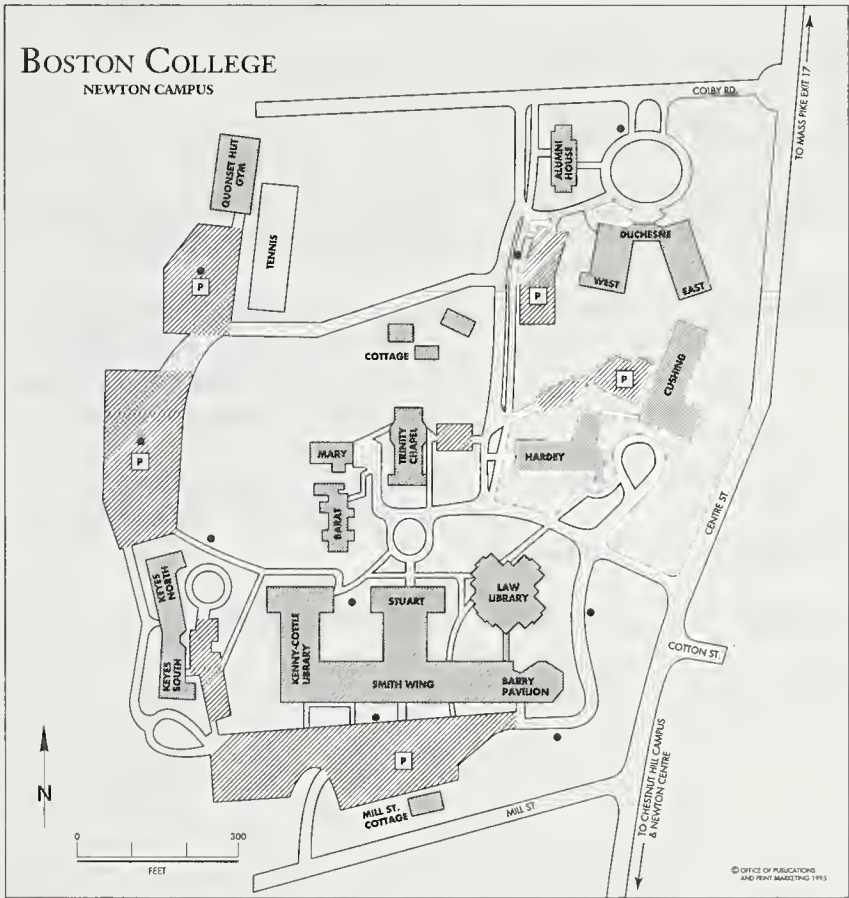 BOSTON COLLEGE
NEWTON CAMPUS
COLBY RD.
TO MASS PIKE EXIT 17
ALUMNI
HOUSE
QUONSET HUT
GYM
TENNIS
DUCHESNE
WEST
EAST
P
P
COTTAGE
P
CUSHING
MARY
TRINITY
CHAPEL
HARDEY
P
BARAT
CENTRE ST.
KEYES
NORTH
LAW
LIBRARY
STUART
KENNY-COTTLE
LIBRARY
COTTON ST.
KEYES
SOUTH
SMITH WING
BARRY
PAVILION
P
N
MILL ST.
COTTAGE
MILL ST
TO CHESTNUT HILL CAMPUS
& NEWTON CENTRE
0 300
FEET
© OFFICE OF PUBLICATIONS
AND PRINT MARKETING 1995